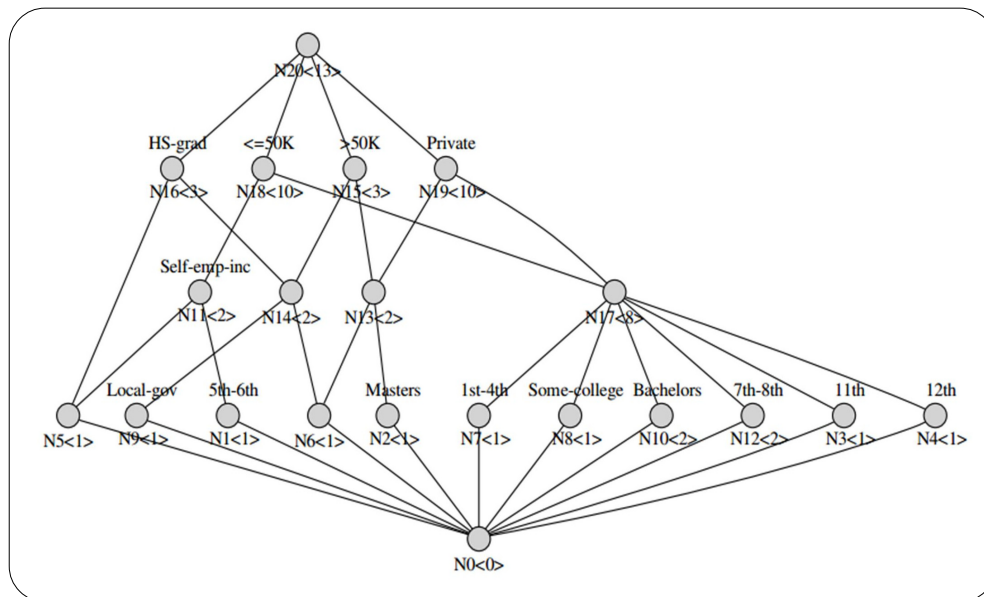 N20<13>
HS-grad <=50K >50K Private
N16<3> N18<10> N15<3> N19<10>
Self-emp-inc
N11<2> N14<2> N13<2> N17<8>
Local-gov 5th-6th Masters 1st-4th Some-college Bachelors 7th-8th 11th 12th
N5<1> N9<1> N1<1> N6<1> N2<1> N7<1> N8<1> N10<2> N12<2> N3<1> N4<1>
N0<0>